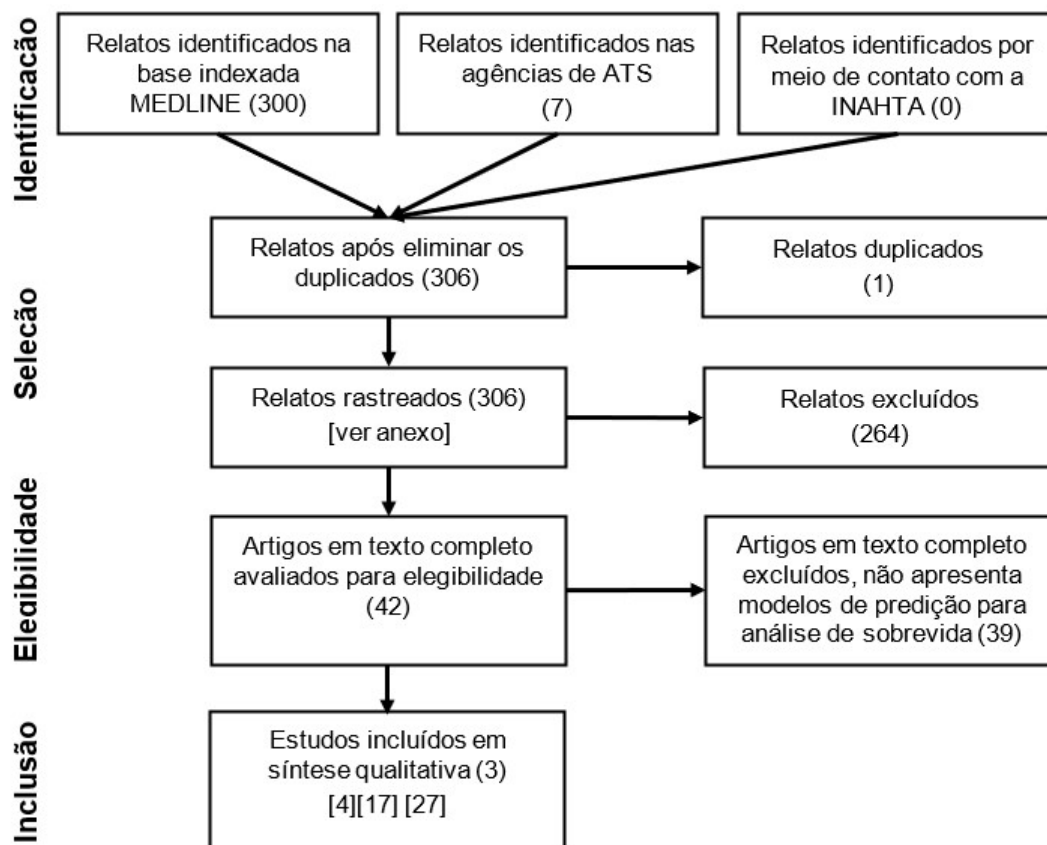 Identificação
Relatos identificados na
base indexada
MEDLINE (300)
Relatos identificados nas
agências de ATS
(7)
Relatos identificados por
meio de contato com a
INAHTA (0)
Seleção
Relatos após eliminar os
duplicados (306)
Relatos duplicados
(1)
Relatos rastreados (306)
[ver anexo]
Relatos excluídos
(264)
Elegibilidade
Artigos em texto completo
avaliados para elegibilidade
(42)
Artigos em texto completo
excluídos, não apresenta
modelos de predição para
análise de sobrevida (39)
Inclusão
Estudos incluídos em
síntese qualitativa (3)
[4][17] [27]